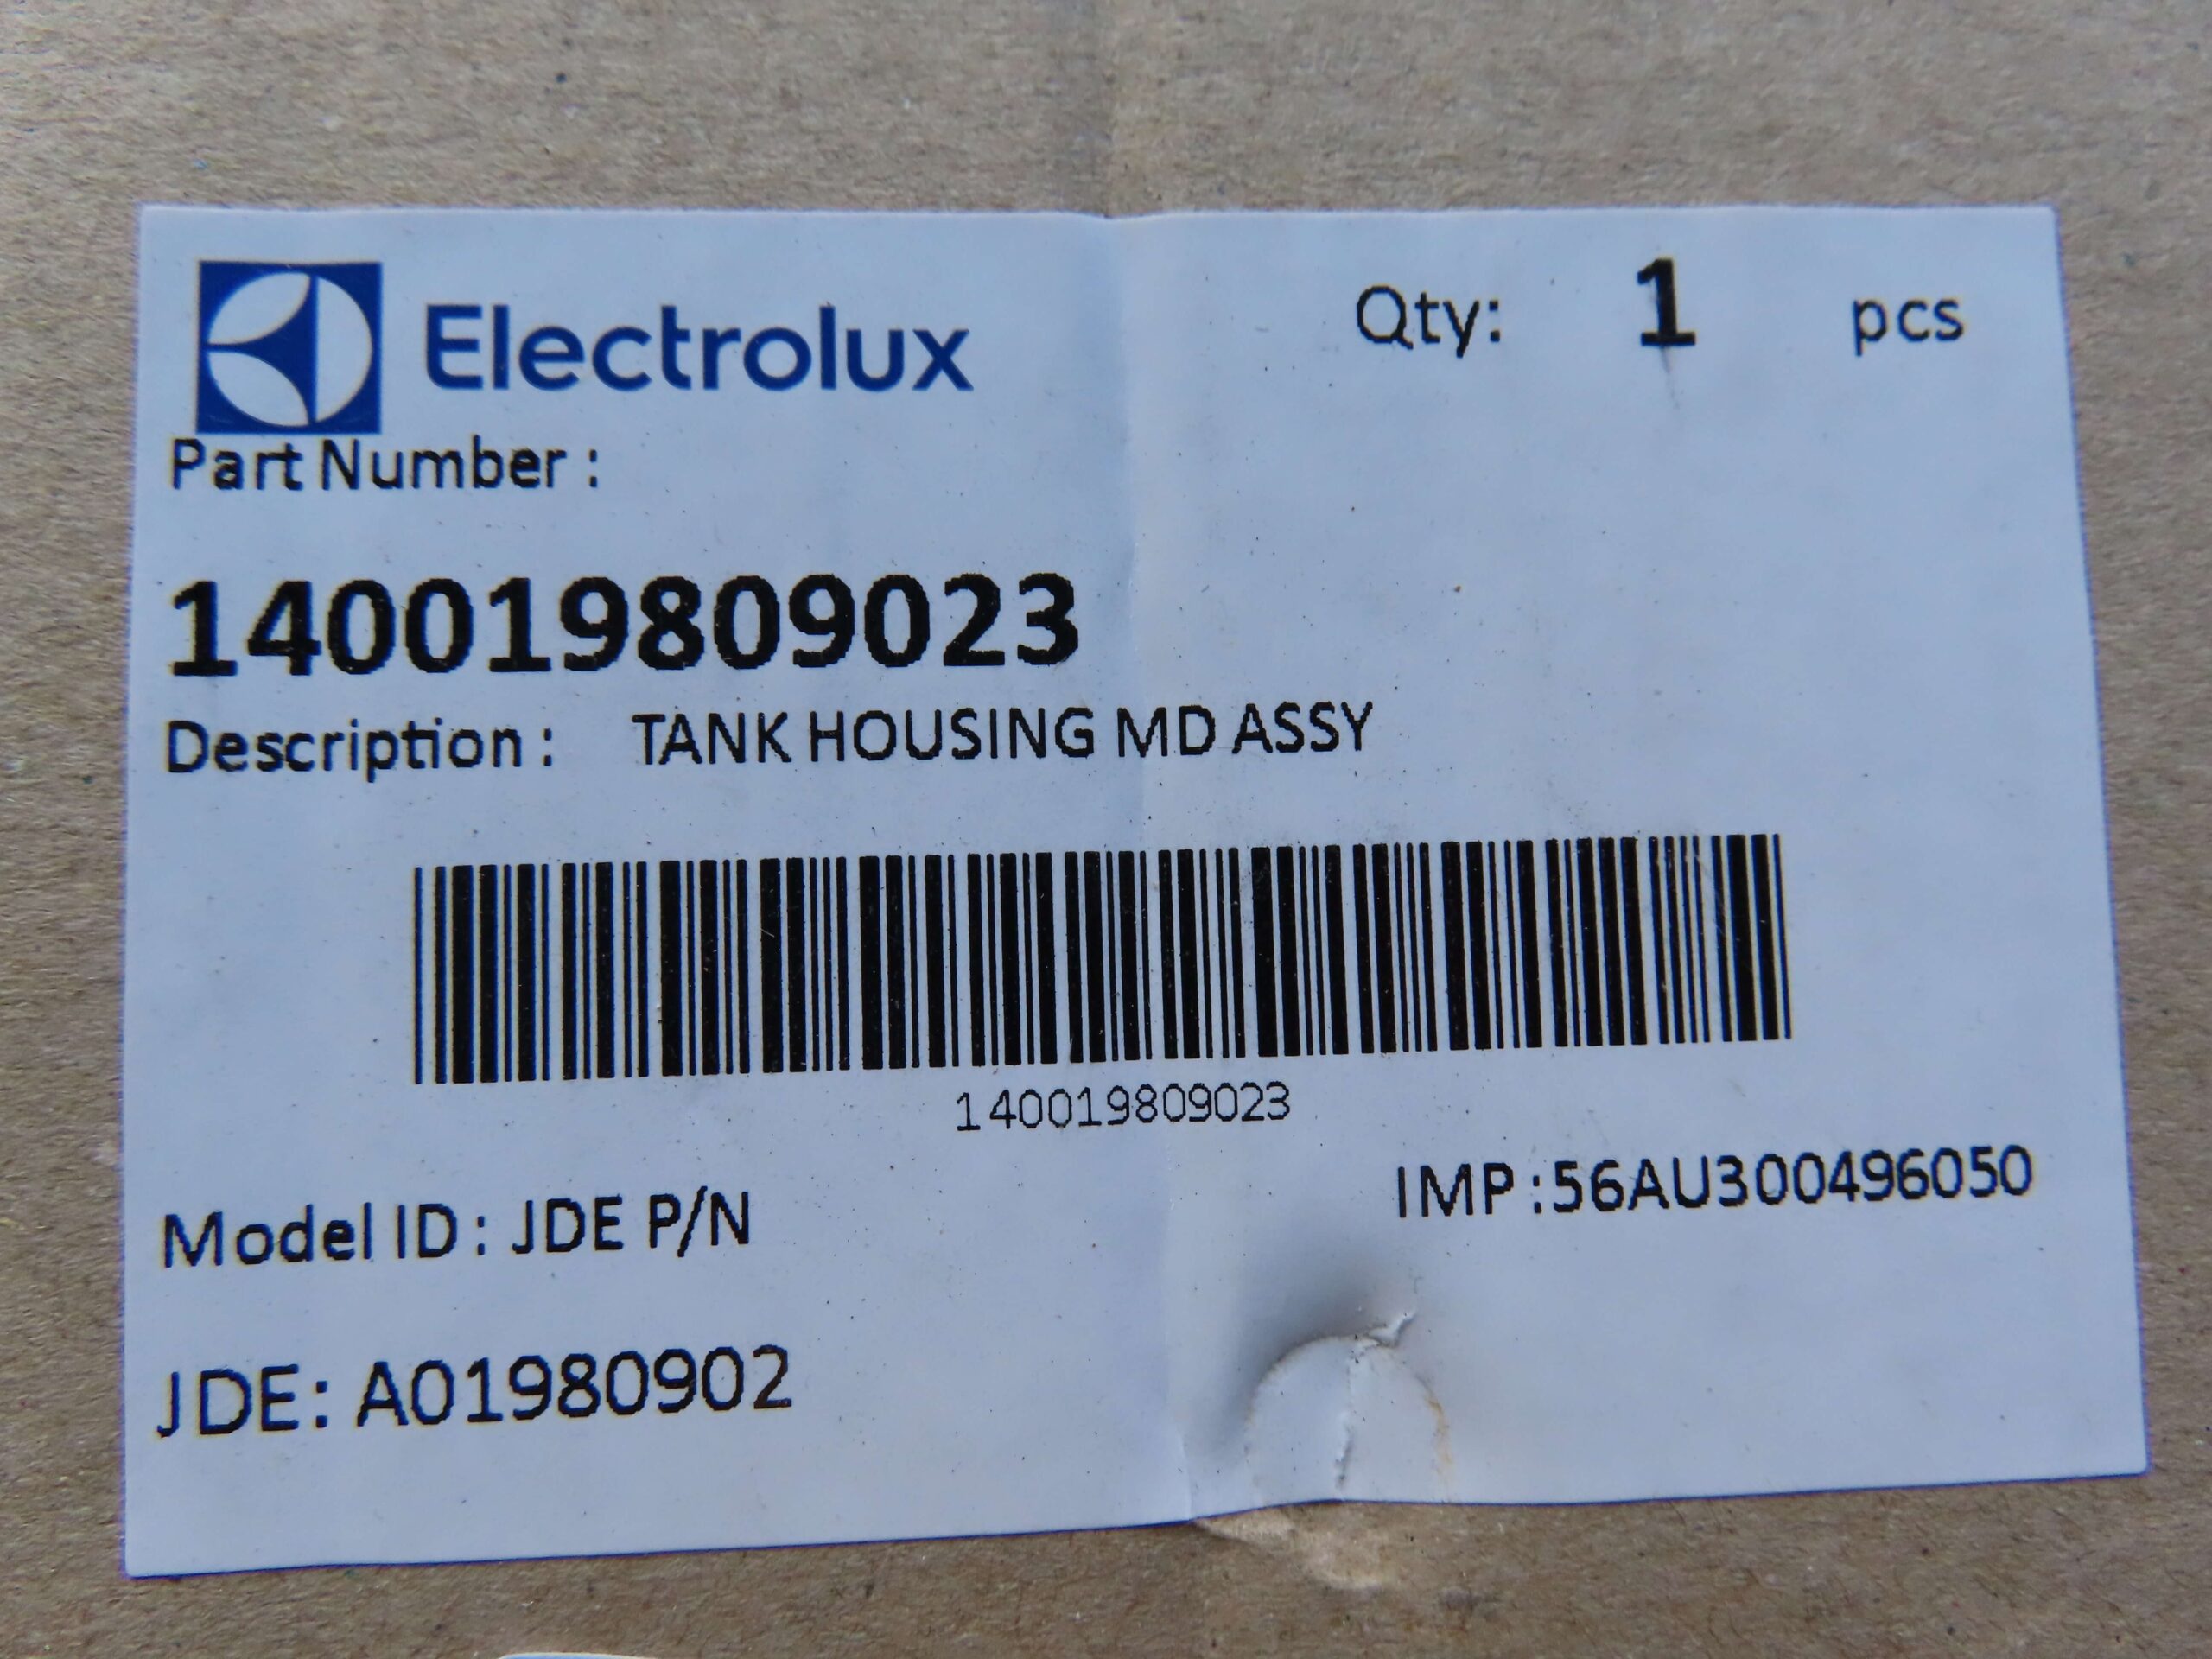 Electrolux
Qty: 1 pcs
Part Number :
140019809023
Description : TANK HOUSING MD ASSY
140019809023
IMP :56AU300496050
Model ID : JDE P/N
JDE: A01980902